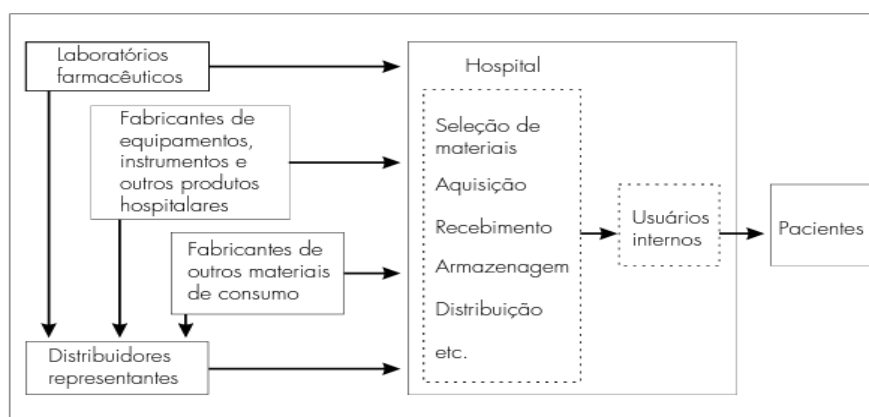 Laboratórios
farmacêuticos
Fabricantes de
equipamentos,
instrumentos e
outros produtos
hospitalares
Fabricantes de
outros materiais
de consumo
Distribuidores
representantes
Hospital
Seleção de
materiais
Aquisição
Recebimento
Armazenagem
Distribuição
etc.
Usuários
internos
Pacientes